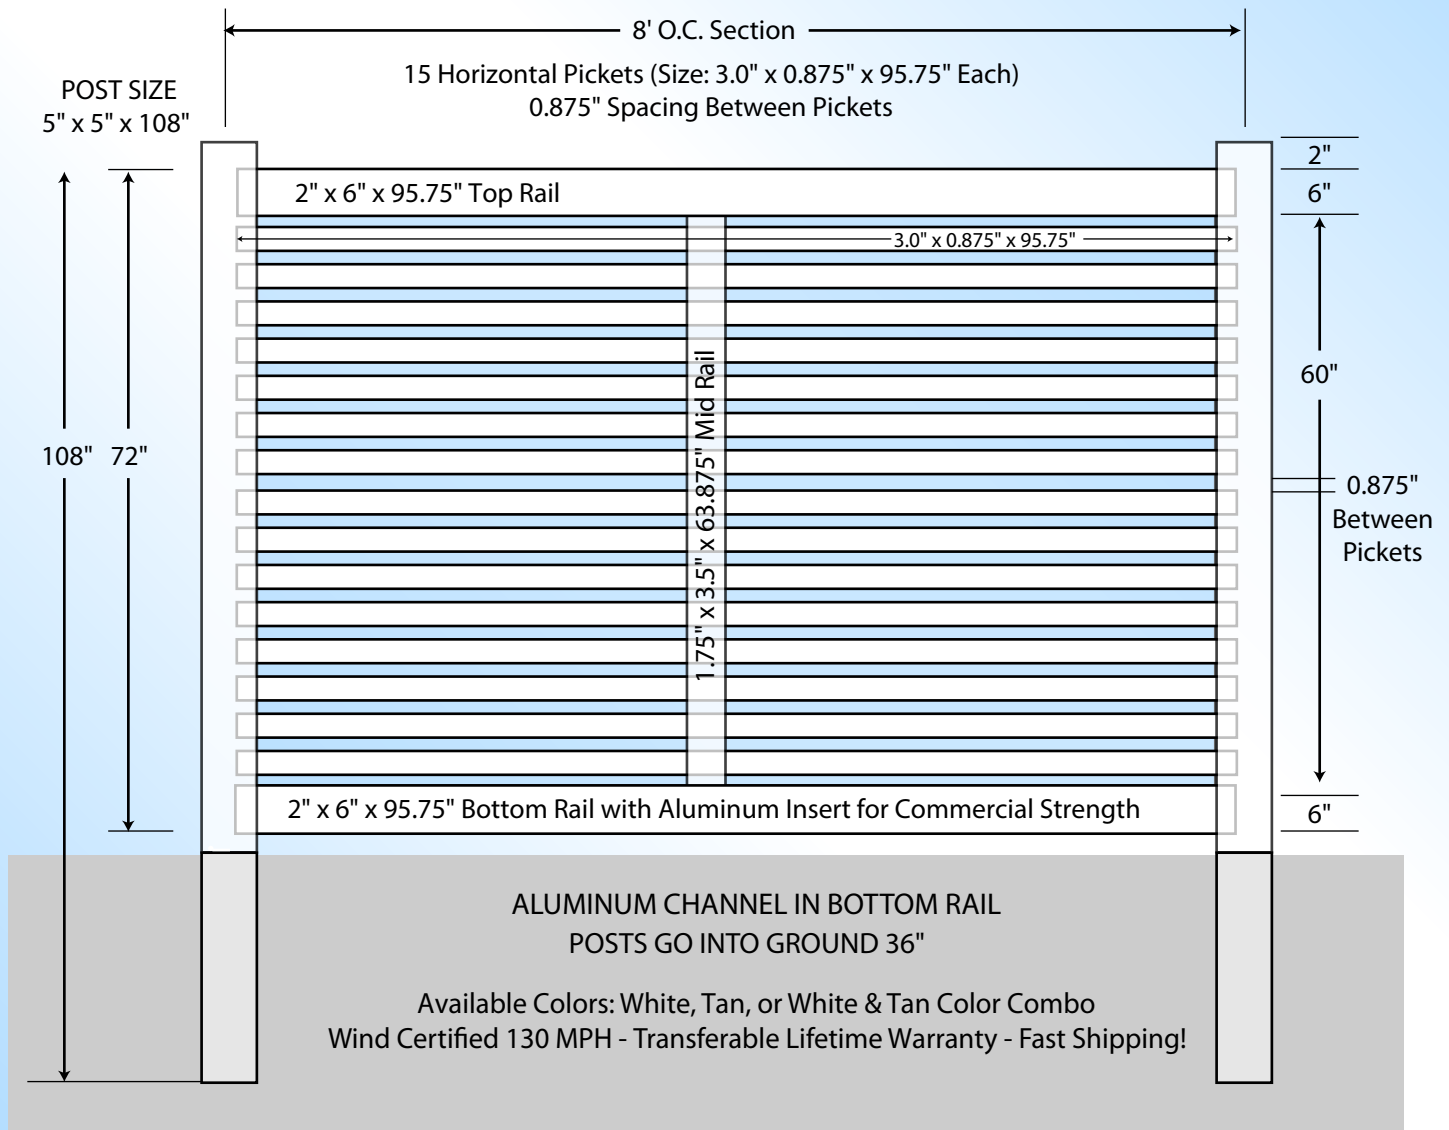 8' O.C. Section
15 Horizontal Pickets (Size: 3.0" x 0.875" x 95.75" Each)
0.875" Spacing Between Pickets
POST SIZE
5" x 5" x 108"
2"
6"
2" x 6" x 95.75" Top Rail
3.0" x 0.875" x 95.75"
60"
1.75" x 3.5" x 63.875" Mid Rail
108"
72"
0.875"
Between
Pickets
2" x 6" x 95.75" Bottom Rail with Aluminum Insert for Commercial Strength
6"
ALUMINUM CHANNEL IN BOTTOM RAIL
POSTS GO INTO GROUND 36"
Available Colors: White, Tan, or White & Tan Color Combo
Wind Certified 130 MPH - Transferable Lifetime Warranty - Fast Shipping!